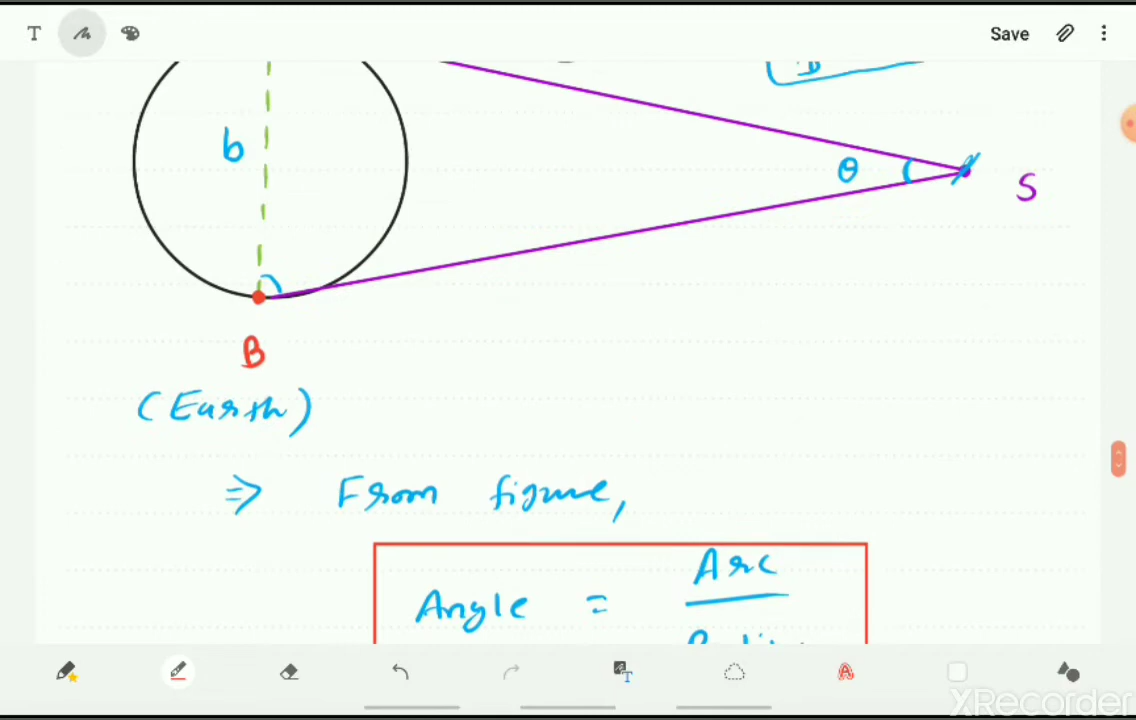 T Save
b
θ
S
B
(Earth)
⇒ From figure,
Angle = Arc
XRecorder